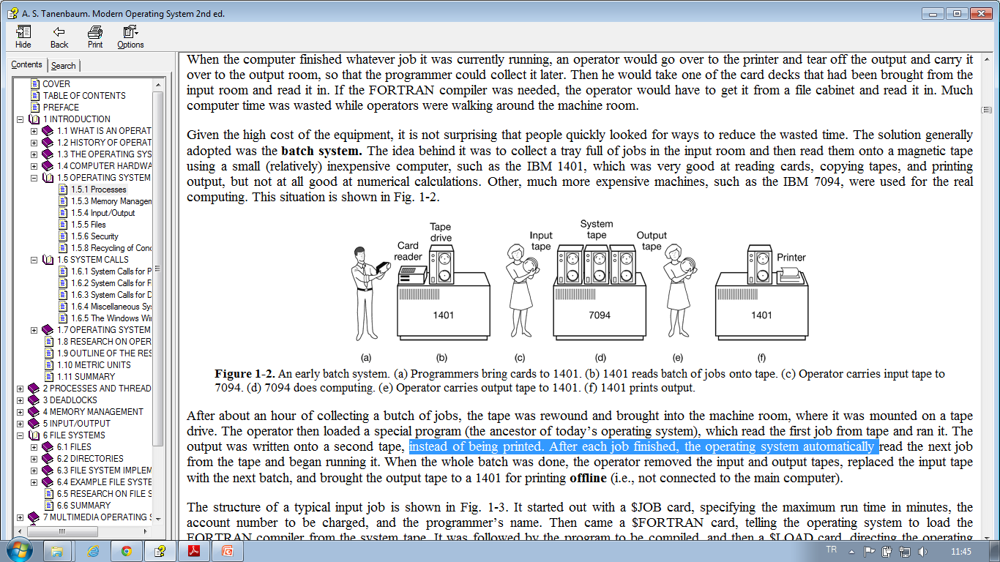 A. S. Tanenbaum. Modern Operating System 2nd ed.
Hide Back Print Options
Contents Search
COVER
TABLE OF CONTENTS
PREFACE
1 INTRODUCTION
1.1 WHAT IS AN OPERAT
1.2 HISTORY OF OPERAT
1.3 THE OPERATING SYS
1.4 COMPUTER HARDWA
1.5 OPERATING SYSTEM
1.5.1 Processes
1.5.3 Memory Managem
1.5.4 Input/Output
1.5.5 Files
1.5.6 Security
1.5.8 Recycling of Conc
1.6 SYSTEM CALLS
1.6.1 System Calls for P
1.6.2 System Calls for F
1.6.3 System Calls for D
1.6.4 Miscellaneous Sy
1.6.5 The Windows Wi
1.7 OPERATING SYSTEM
1.8 RESEARCH ON OPER
1.9 OUTLINE OF THE RES
1.10 METRIC UNITS
1.11 SUMMARY
2 PROCESSES AND THREAD
3 DEADLOCKS
4 MEMORY MANAGEMENT
5 INPUT/OUTPUT
6 FILE SYSTEMS
6.1 FILES
6.2 DIRECTORIES
6.3 FILE SYSTEM IMPLEM
6.4 EXAMPLE FILE SYSTE
6.5 RESEARCH ON FILE S
6.6 SUMMARY
7 MULTIMEDIA OPERATING S
When the computer finished whatever job it was currently running, an operator would go over to the printer and tear off the output and carry it
over to the output room, so that the programmer could collect it later. Then he would take one of the card decks that had been brought from the
input room and read it in. If the FORTRAN compiler was needed, the operator would have to get it from a file cabinet and read it in. Much
computer time was wasted while operators were walking around the machine room.
Given the high cost of the equipment, it is not surprising that people quickly looked for ways to reduce the wasted time. The solution generally
adopted was the batch system. The idea behind it was to collect a tray full of jobs in the input room and then read them onto a magnetic tape
using a small (relatively) inexpensive computer, such as the IBM 1401, which was very good at reading cards, copying tapes, and printing
output, but not at all good at numerical calculations. Other, much more expensive machines, such as the IBM 7094, were used for the real
computing. This situation is shown in Fig. 1-2.
Card
reader
Tape
drive
Input
tape
System
tape
Output
tape
Printer
1401
7094
1401
(a) (b) (c) (d) (e) (f)
Figure 1-2. An early batch system. (a) Programmers bring cards to 1401. (b) 1401 reads batch of jobs onto tape. (c) Operator carries input tape to
7094. (d) 7094 does computing. (e) Operator carries output tape to 1401. (f) 1401 prints output.
After about an hour of collecting a butch of jobs, the tape was rewound and brought into the machine room, where it was mounted on a tape
drive. The operator then loaded a special program (the ancestor of today’s operating system), which read the first job from tape and ran it. The
output was written onto a second tape, instead of being printed. After each job finished, the operating system automatically read the next job
from the tape and began running it. When the whole batch was done, the operator removed the input and output tapes, replaced the input tape
with the next batch, and brought the output tape to a 1401 for printing offline (i.e., not connected to the main computer).
The structure of a typical input job is shown in Fig. 1-3. It started out with a $JOB card, specifying the maximum run time in minutes, the
account number to be charged, and the programmer’s name. Then came a $FORTRAN card, telling the operating system to load the
FORTRAN compiler from the system tape. It was followed by the program to be compiled, and then a $LOAD card, directing the operating
TR 11:45